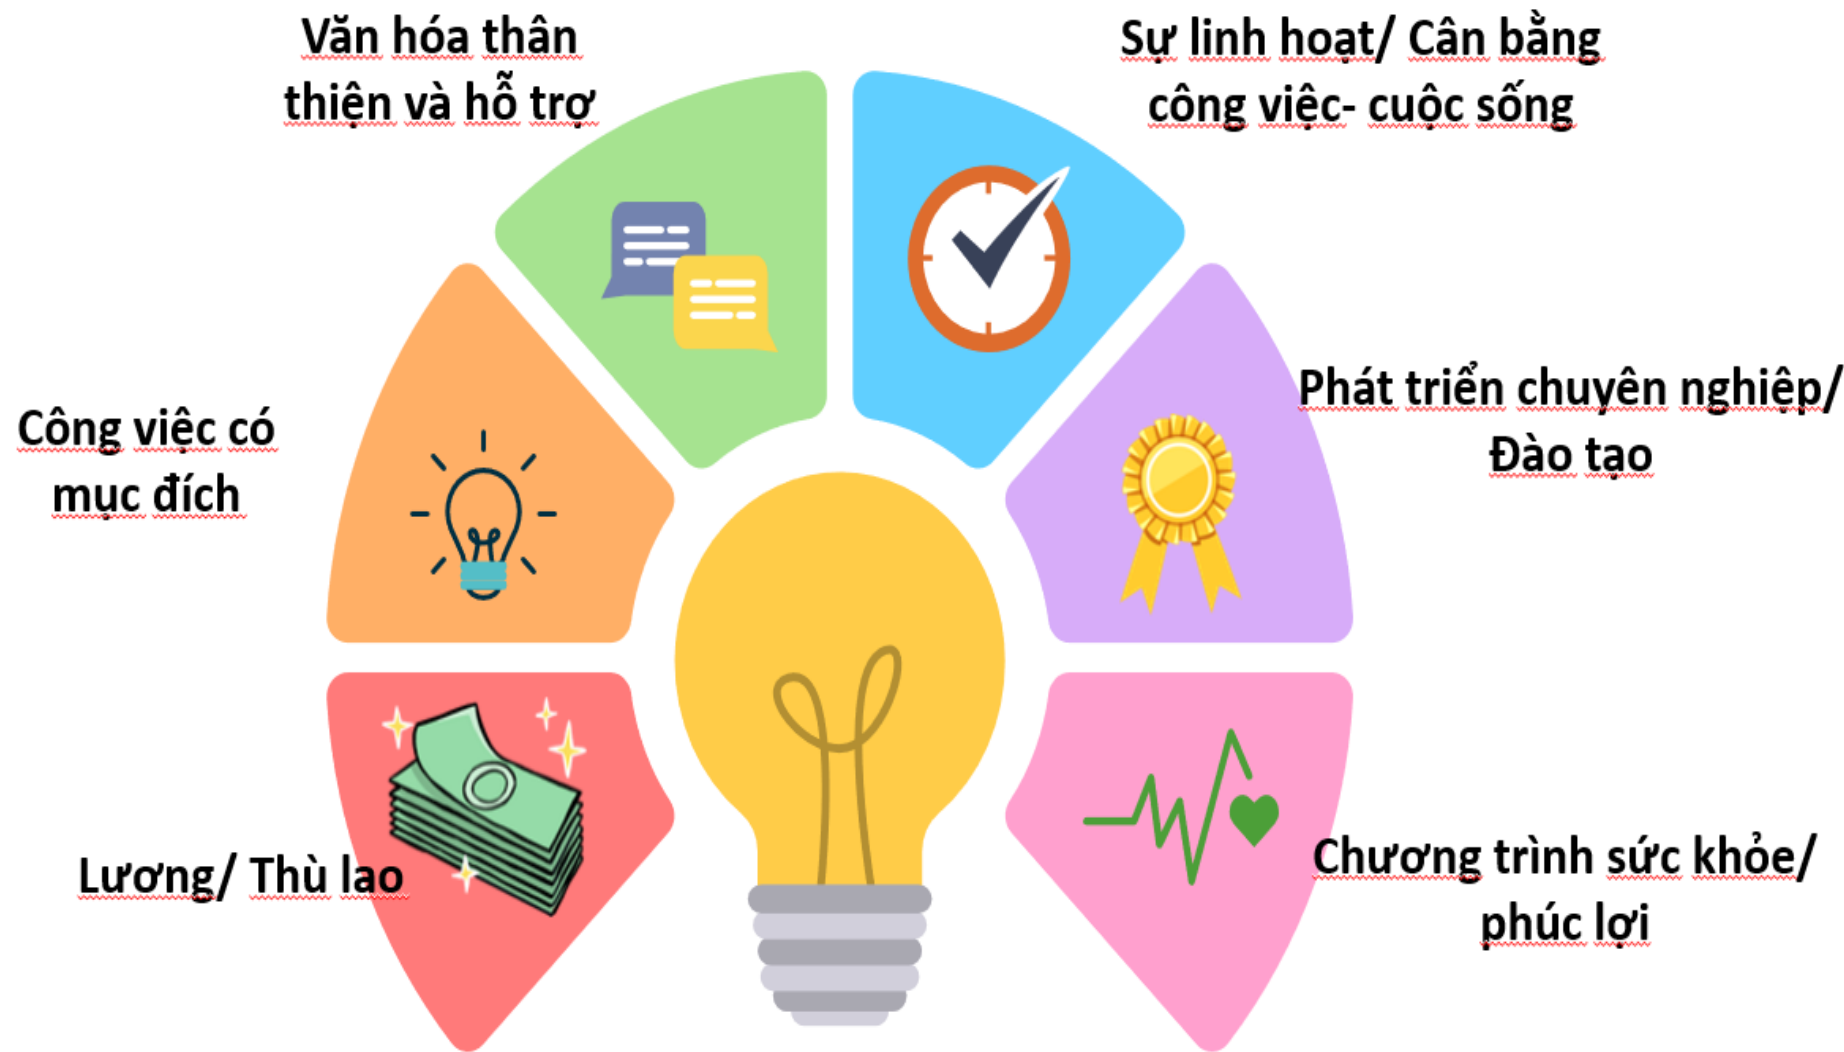 Văn hóa thân
thiện và hỗ trợ
Sự linh hoạt/ Cân bằng
công việc- cuộc sống
Công việc có
mục đích
Phát triển chuyên nghiệp/
Đào tạo
Lương/ Thù lao
Chương trình sức khỏe/
phúc lợi